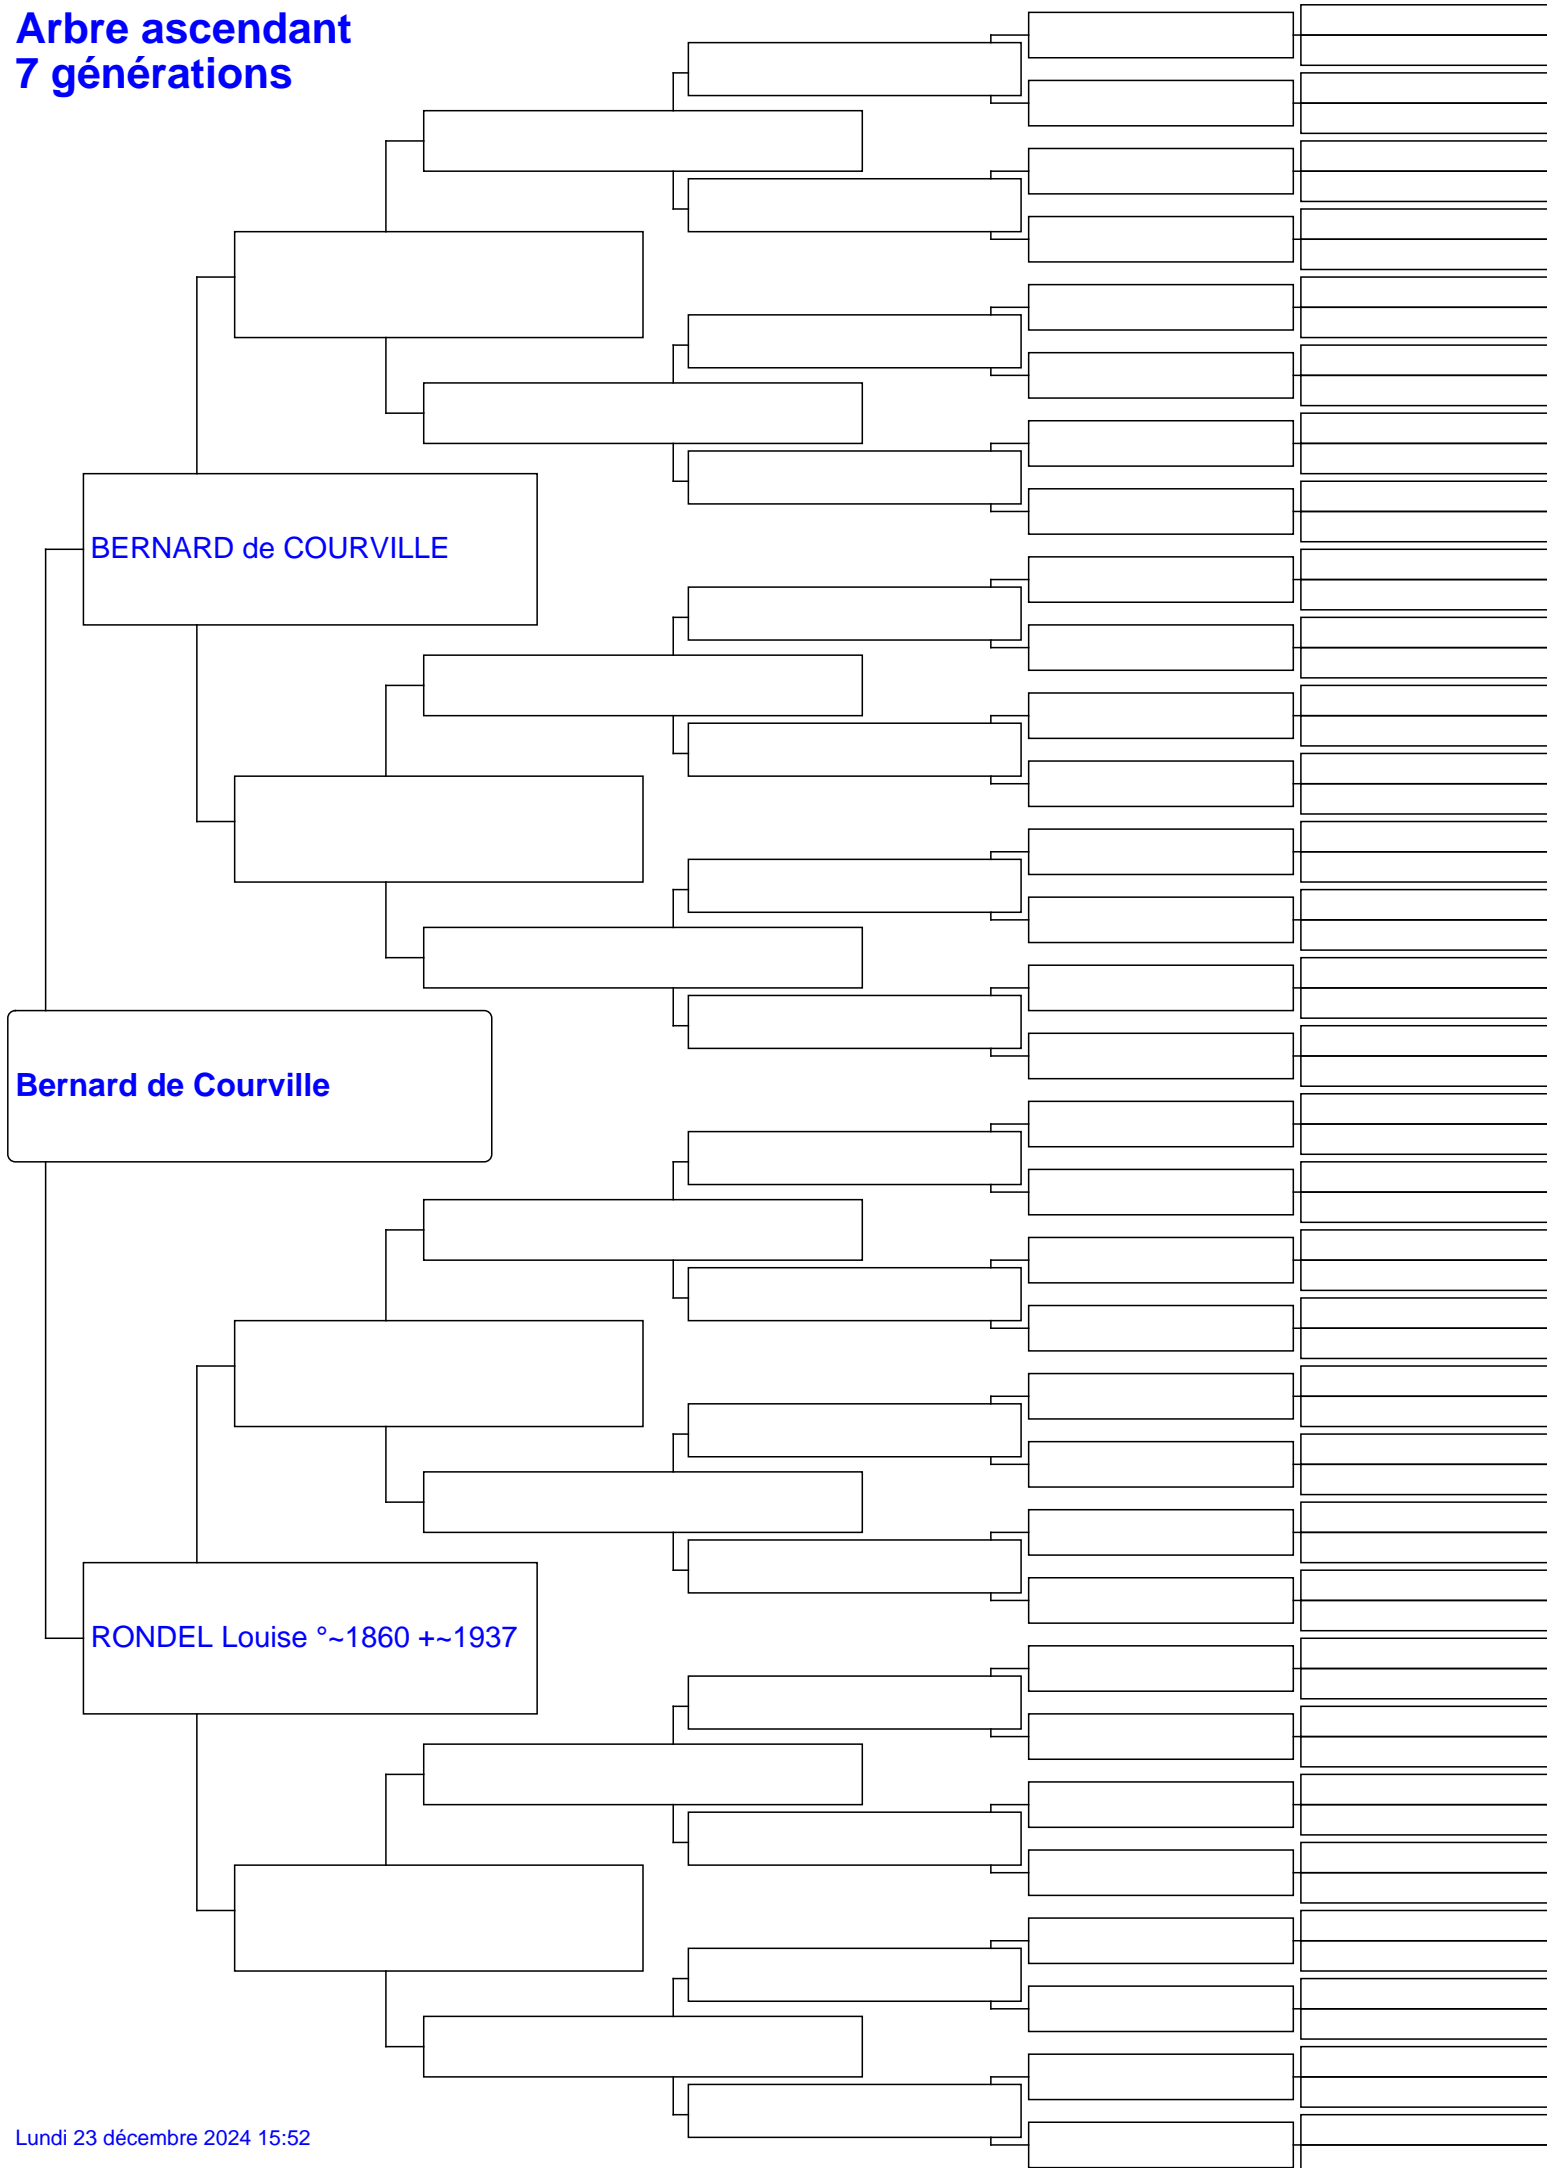 Arbre ascendant
7 générations
BERNARD de COURVILLE
Bernard de Courville
RONDEL Louise °~1860 +~1937
Lundi 23 décembre 2024 15:52